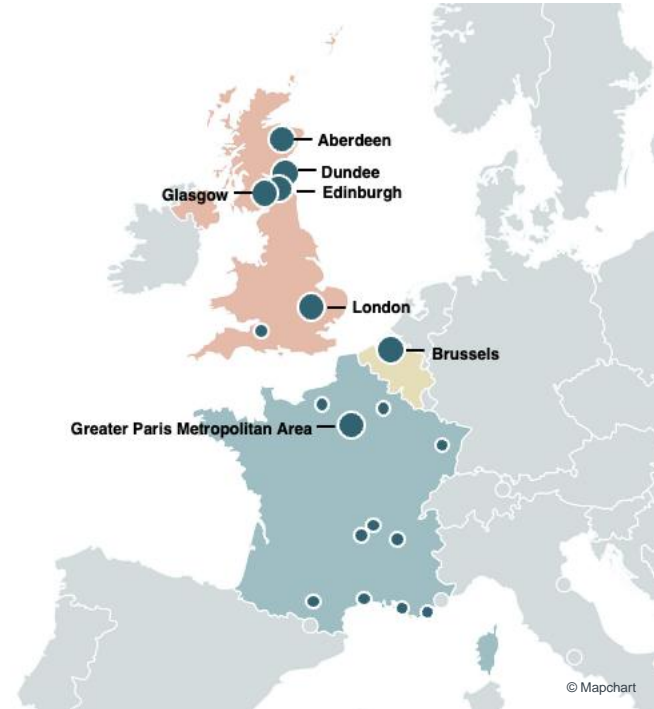 Aberdeen
Dundee
Glasgow
Edinburgh
London
Brussels
Greater Paris Metropolitan Area
© Mapchart